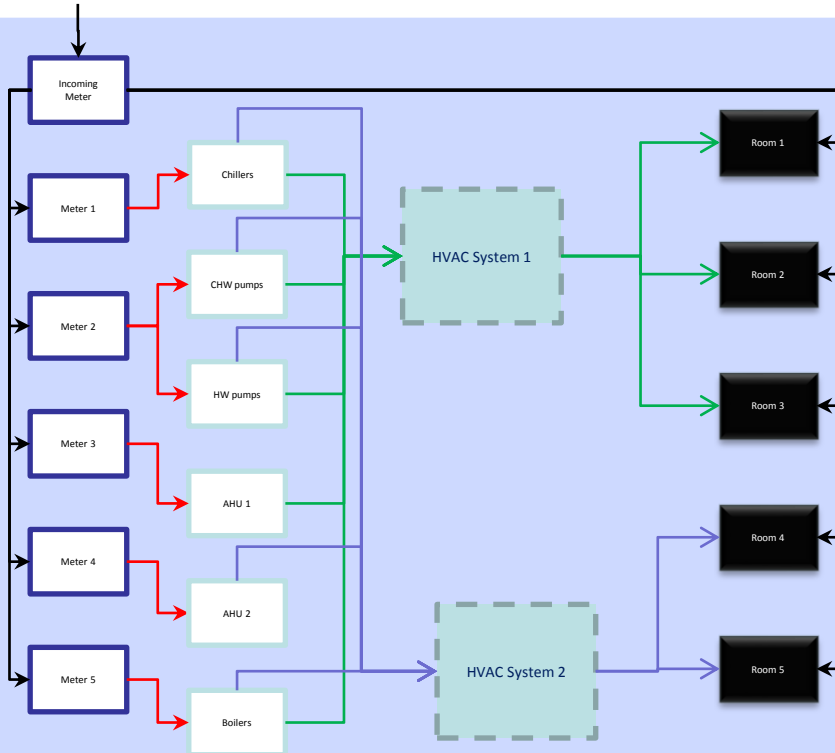 Incoming
Meter
Room 1
Chillers
Meter 1
HVAC System 1
Room 2
CHW pumps
Meter 2
HW pumps
Room 3
Meter 3
AHU 1
Room 4
Meter 4
AHU 2
Room 5
HVAC System 2
Meter 5
Boilers